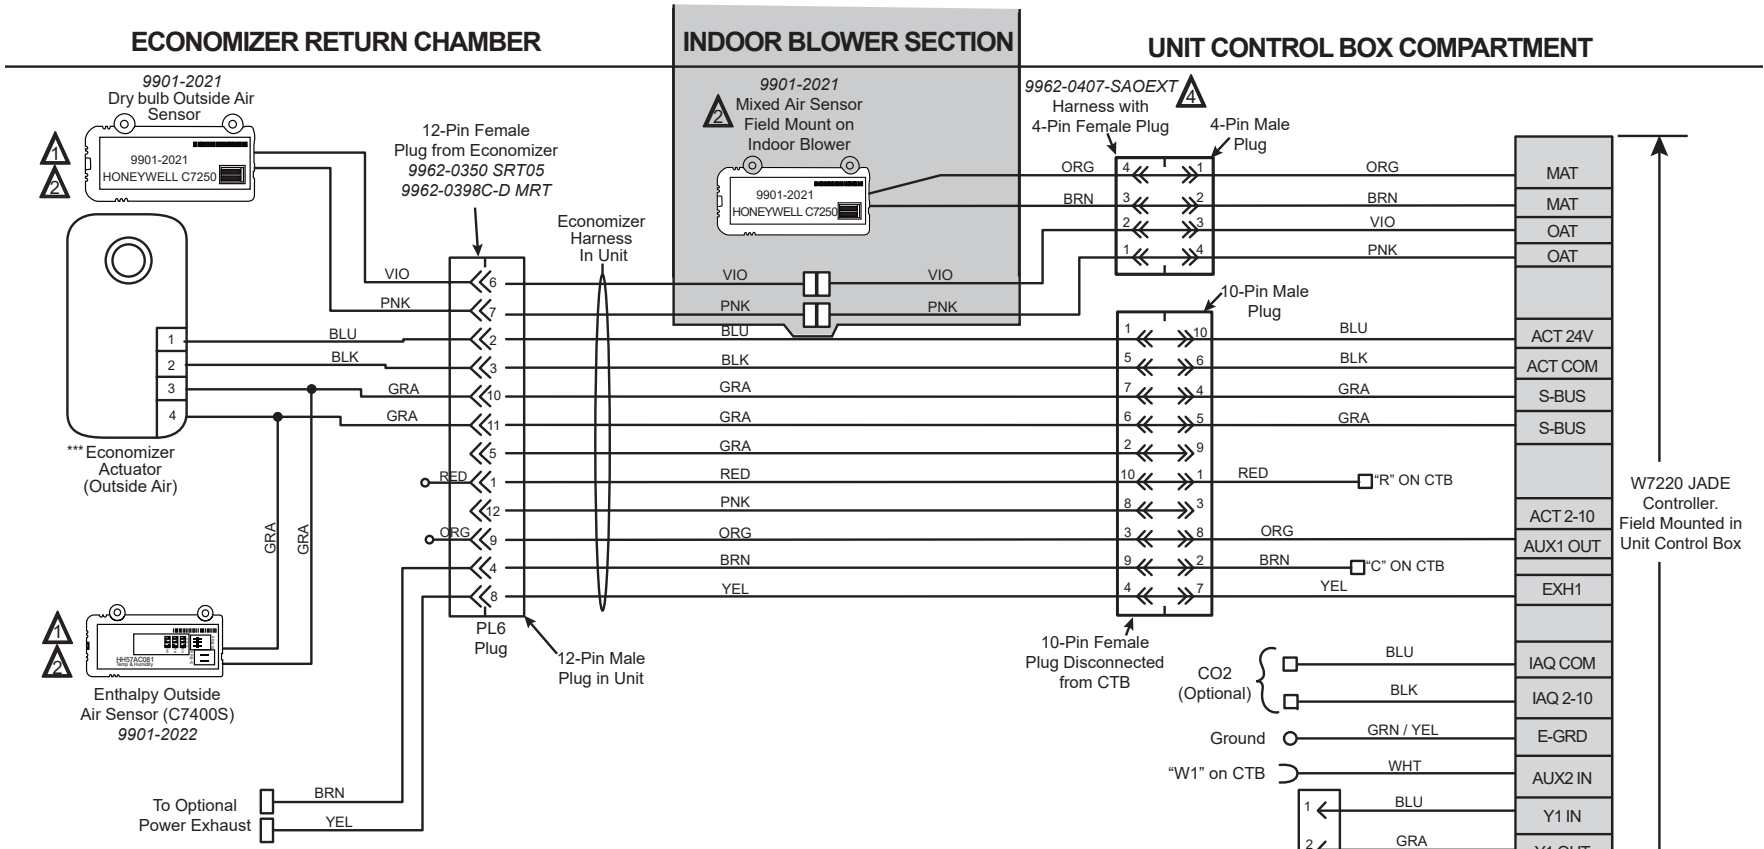 ECONOMIZER RETURN CHAMBER
INDOOR BLOWER SECTION
UNIT CONTROL BOX COMPARTMENT
9901-2021
Dry bulb Outside Air
Sensor
1
2
9901-2021
HONEYWELL C7250
12-Pin Female
Plug from Economizer
9962-0350 SRT05
9962-0398C-D MRT
Economizer
Harness
In Unit
9901-2021
2
Mixed Air Sensor
Field Mount on
Indoor Blower
9901-2021
HONEYWELL C7250
9962-0407-SAOEXT
4
Harness with
4-Pin Female Plug
4-Pin Male
Plug
ORG 4 1 ORG MAT
BRN 3 2 BRN MAT
2 3 VIO OAT
1 4 PNK OAT
VIO 6 VIO VIO
PNK 7 PNK PNK
10-Pin Male
Plug
1 BLU 2 BLU 1 10 BLU ACT 24V
2 BLK 3 BLK 5 6 BLK ACT COM
3 GRA 10 GRA 7 4 GRA S-BUS
4 GRA 11 GRA 6 5 GRA S-BUS
5 GRA 2 9
RED 1 RED 10 1 RED "R" ON CTB
12 PNK 8 3
ACT 2-10
ORG 9 ORG 3 8 ORG AUX1 OUT
4 BRN 9 2 BRN "C" ON CTB
8 YEL 4 7 YEL EXH1
***Economizer
Actuator
(Outside Air)
GRA
GRA
W7220 JADE
Controller.
Field Mounted in
Unit Control Box
1
2
HH57AC081
Temp & Humidity
Enthalpy Outside
Air Sensor (C7400S)
9901-2022
PL6
Plug
12-Pin Male
Plug in Unit
10-Pin Female
Plug Disconnected
from CTB
CO2
(Optional)
BLU IAQ COM
BLK IAQ 2-10
Ground GRN / YEL E-GRD
"W1" on CTB WHT AUX2 IN
1 BLU Y1 IN
2 GRA Y1 OUT
To Optional
Power Exhaust
BRN
YEL